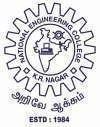 NATIONAL ENGINEERING COLLEGE
K.R. NAGAR
அறிவே ஆக்கம்
ESTD : 1984